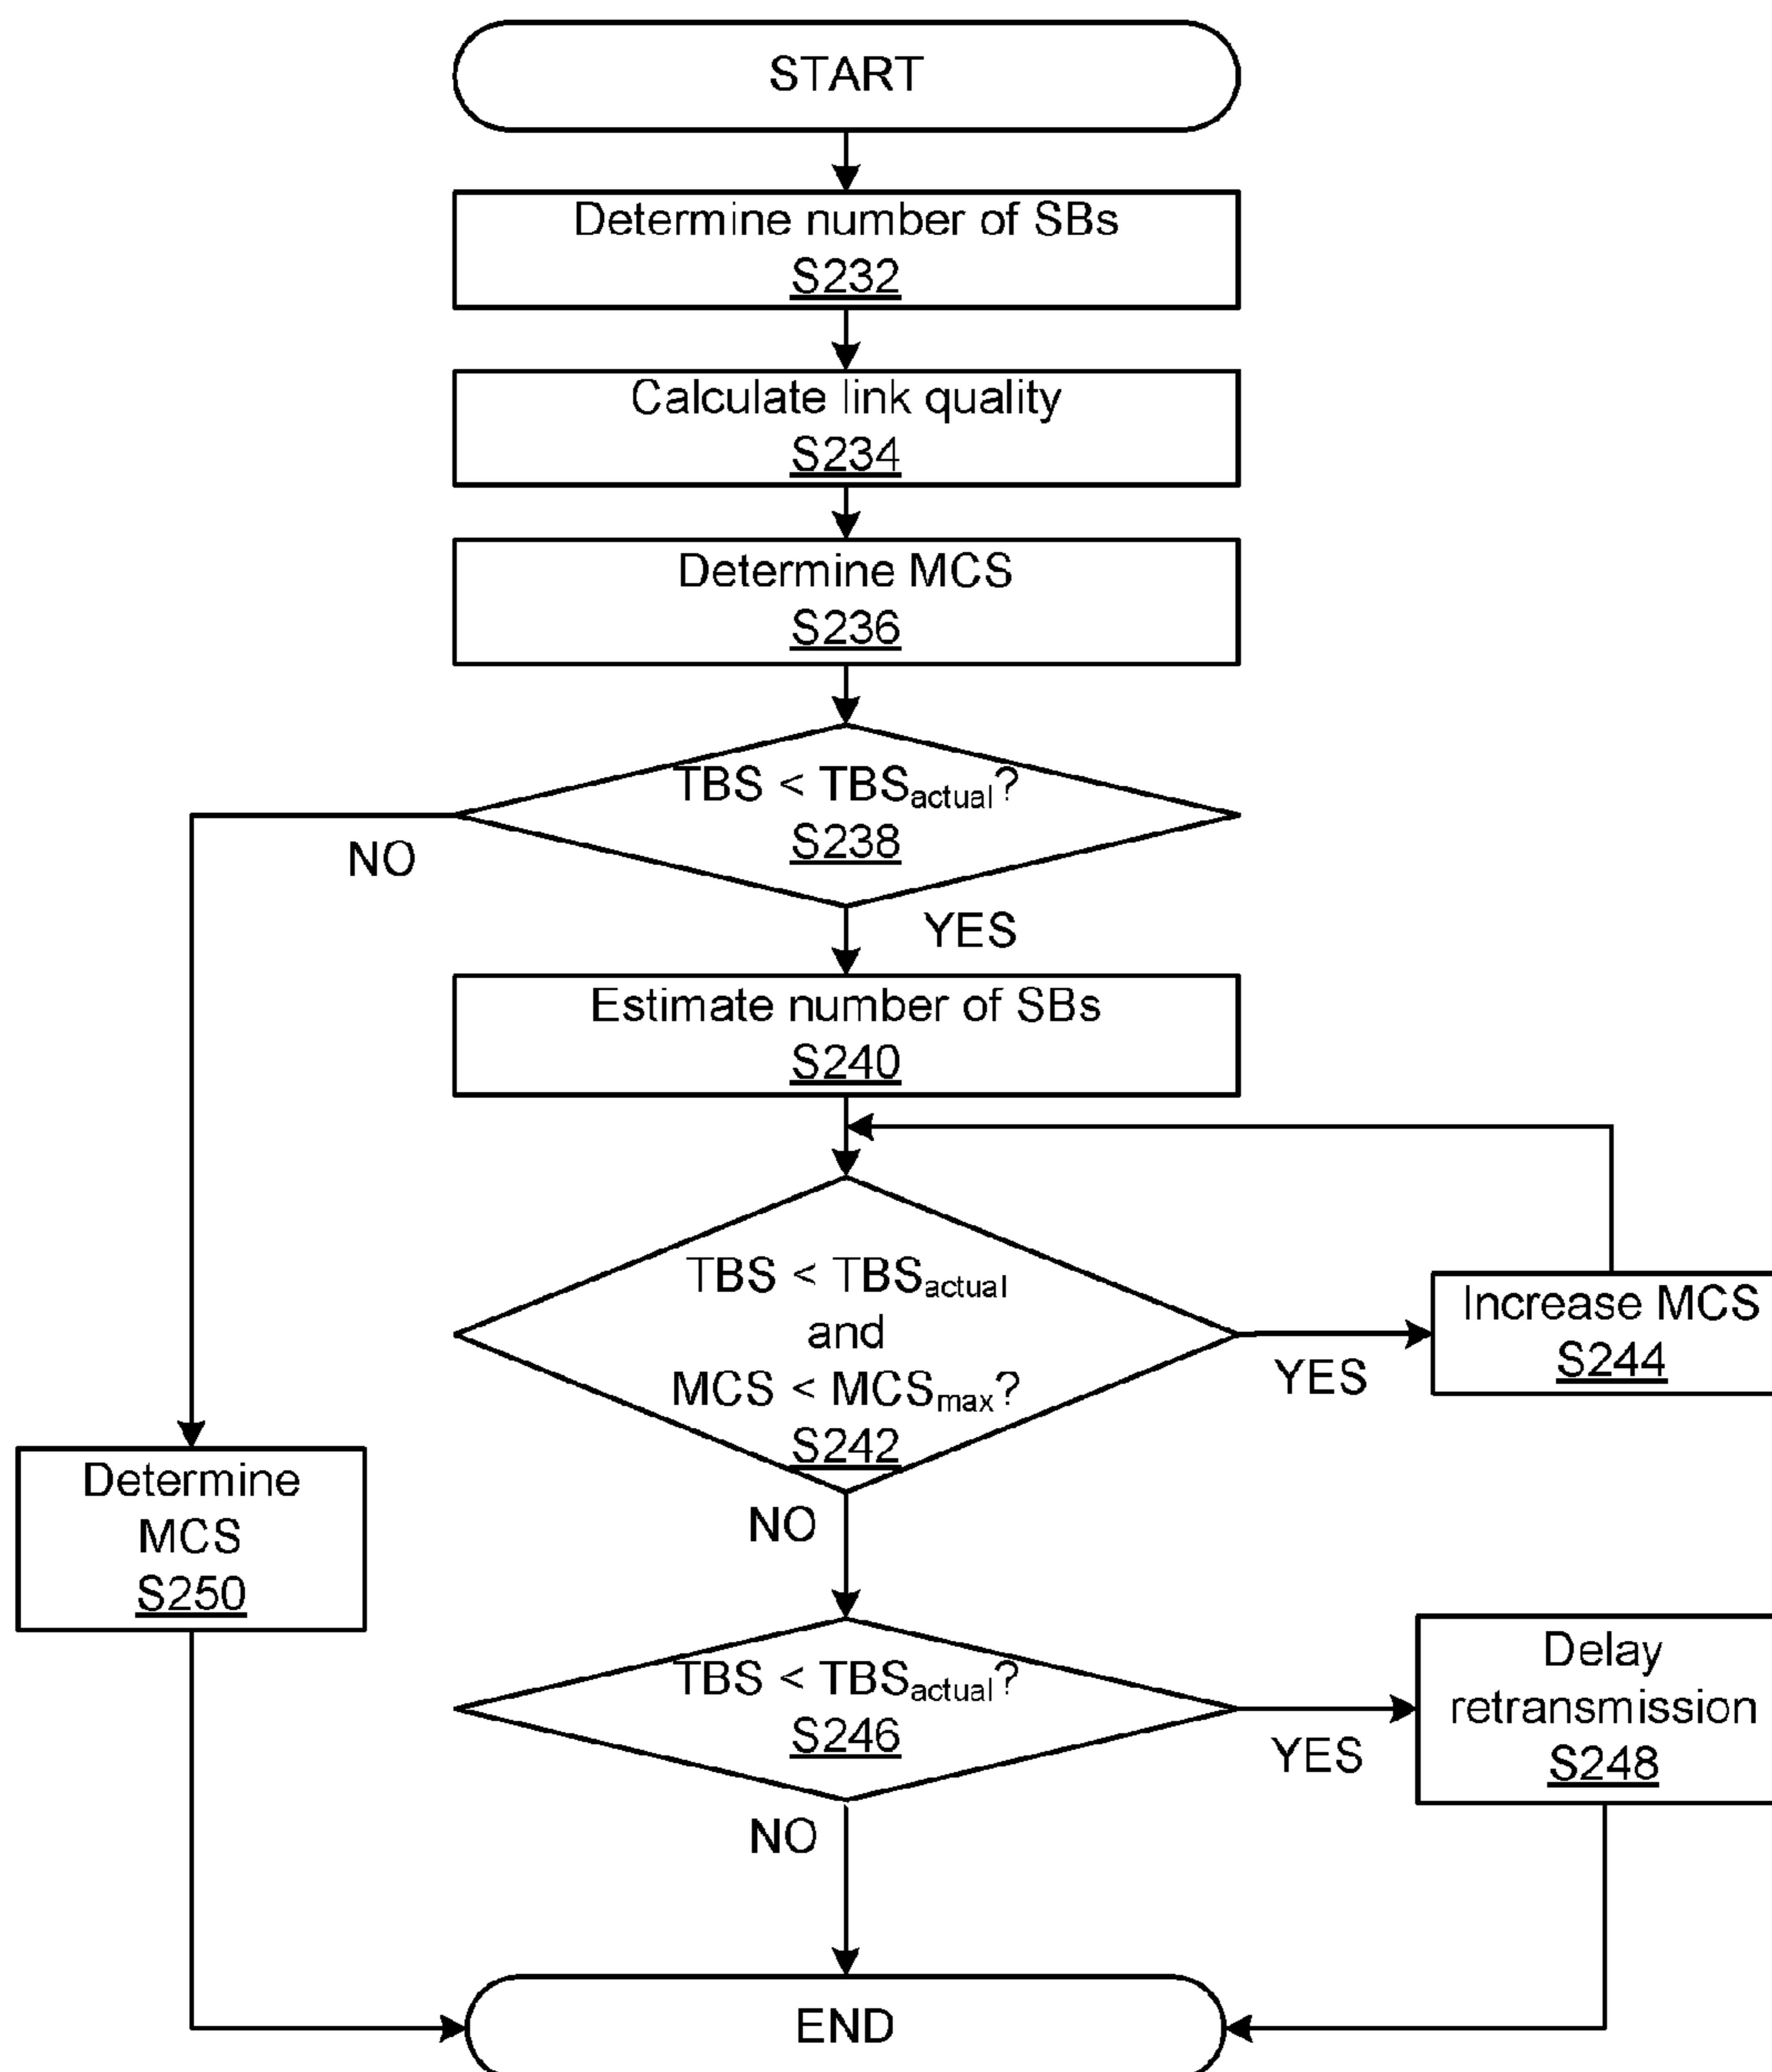 START
Determine number of SBs
S232
Calculate link quality
S234
Determine MCS
S236
TBS < TBSactual?
S238
NO
YES
Estimate number of SBs
S240
TBS < TBSactual
and
MCS < MCSmax?
S242
YES
Increase MCS
S244
NO
Determine
MCS
S250
TBS < TBSactual?
S246
YES
Delay
retransmission
S248
NO
END